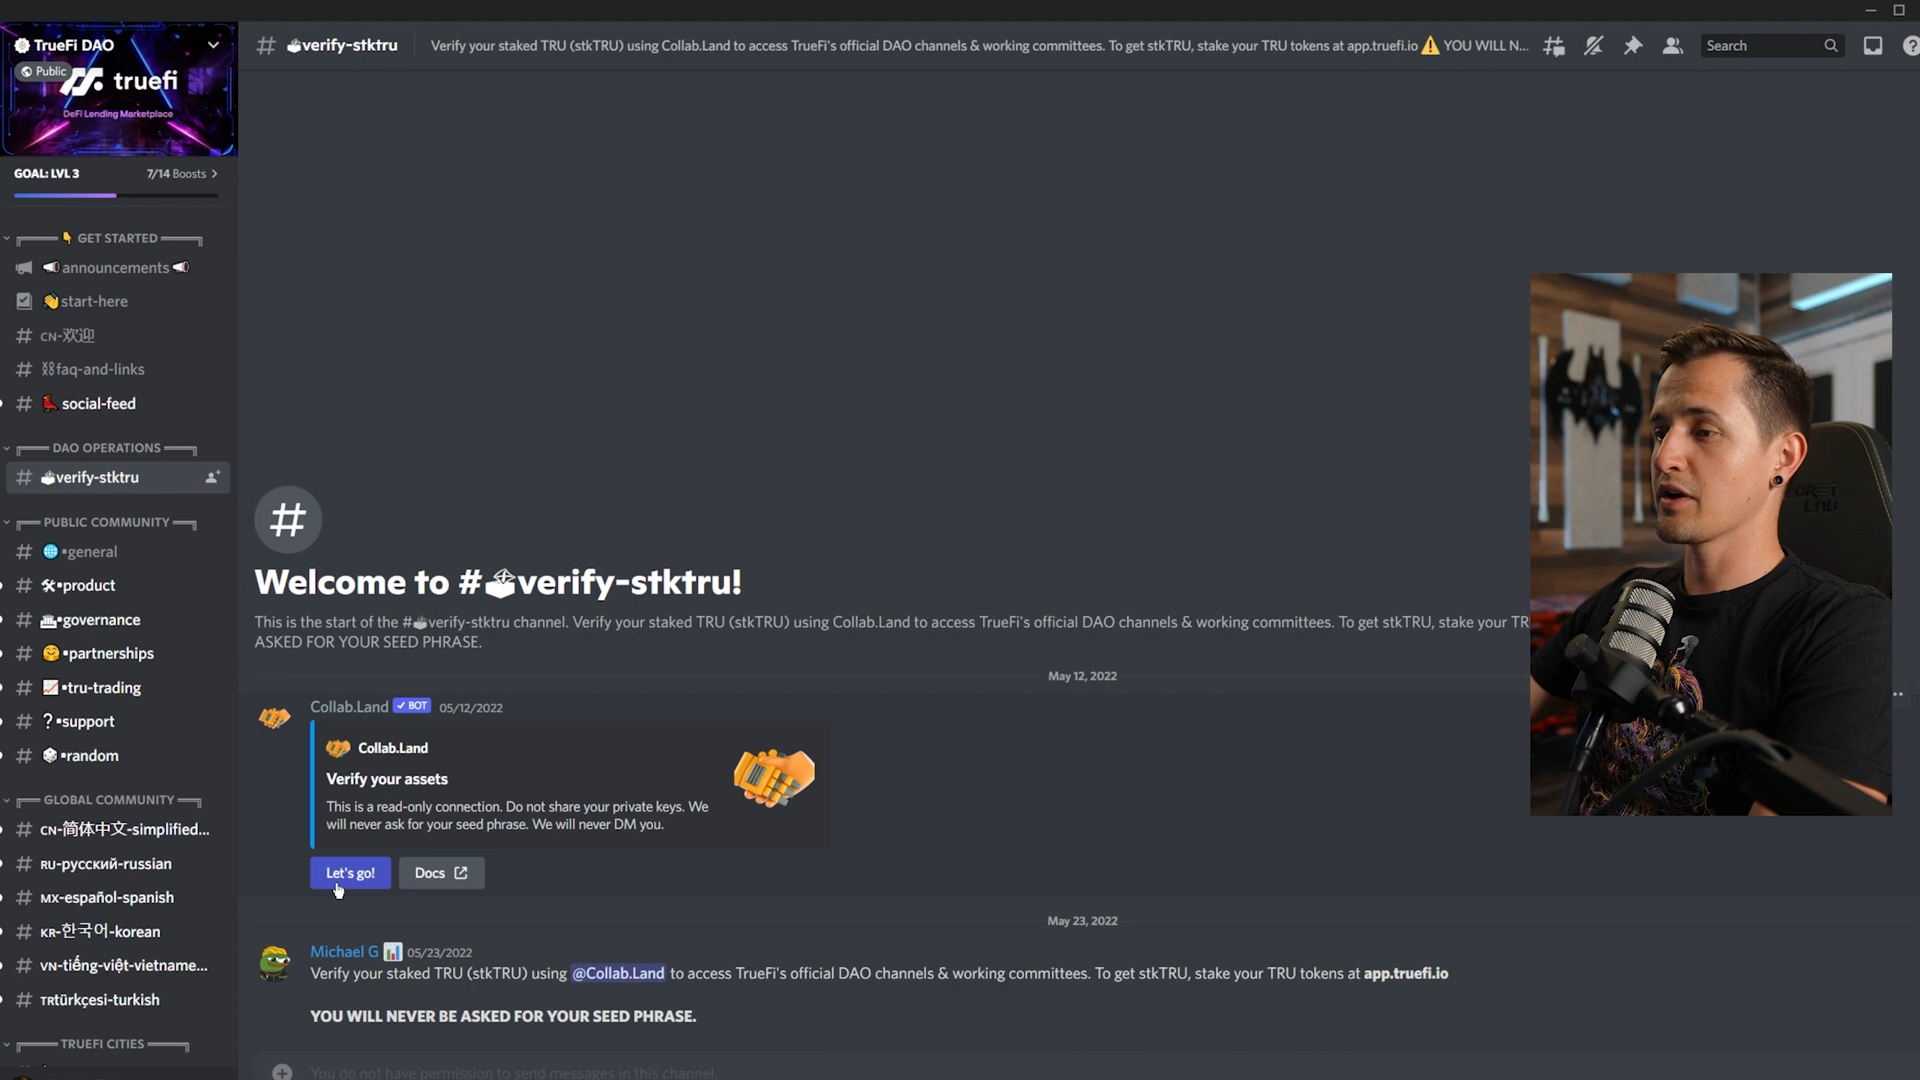 TrueFi DAO
Public
truefi
DeFi Lending Marketplace
GOAL: LVL 3
7/14 Boosts
GET STARTED
announcements
start-here
CN-欢迎
faq-and-links
social-feed
DAO OPERATIONS
verify-stktru
PUBLIC COMMUNITY
•general
•product
•governance
•partnerships
•tru-trading
•support
•random
GLOBAL COMMUNITY
CN-简体中文-simplified...
RU-русский-russian
MX-español-spanish
KR-한국어-korean
VN-tiếng-việt-vietname...
TRtürkçesi-turkish
TRUEFI CITIES
verify-stktru
Verify your staked TRU (stkTRU) using Collab.Land to access TrueFi's official DAO channels & working committees. To get stkTRU, stake your TRU tokens at app.truefi.io ⚠️ YOU WILL N...
Search
Welcome to #verify-stktru!
This is the start of the #verify-stktru channel. Verify your staked TRU (stkTRU) using Collab.Land to access TrueFi's official DAO channels & working committees. To get stkTRU, stake your TR
ASKED FOR YOUR SEED PHRASE.
May 12, 2022
Collab.Land BOT 05/12/2022
Collab.Land
Verify your assets
This is a read-only connection. Do not share your private keys. We
will never ask for your seed phrase. We will never DM you.
Let's go!
Docs
May 23, 2022
Michael G 05/23/2022
Verify your staked TRU (stkTRU) using @Collab.Land to access TrueFi's official DAO channels & working committees. To get stkTRU, stake your TRU tokens at app.truefi.io
YOU WILL NEVER BE ASKED FOR YOUR SEED PHRASE.
You do not have permission to send messages in this channel.